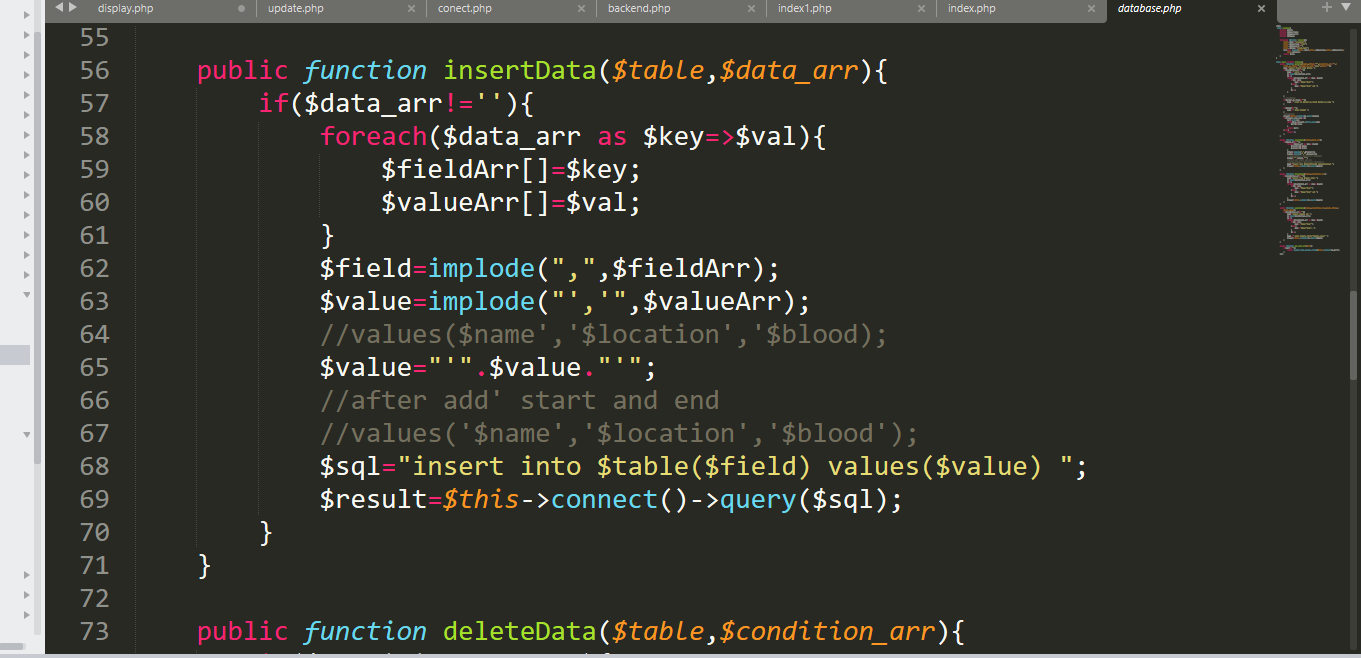 display.php update.php conect.php backend.php index1.php index.php database.php
55
56 public function insertData($table,$data_arr){
57 if($data_arr!=''){
58 foreach($data_arr as $key=>$val){
59 $fieldArr[]=$key;
60 $valueArr[]=$val;
61 }
62 $field=implode(",",$fieldArr);
63 $value=implode("','",$valueArr);
64 //values($name','$location','$blood);
65 $value="'".$value."'";
66 //after add' start and end
67 //values('$name','$location','$blood');
68 $sql="insert into $table($field) values($value) ";
69 $result=$this->connect()->query($sql);
70 }
71 }
72
73 public function deleteData($table,$condition_arr){